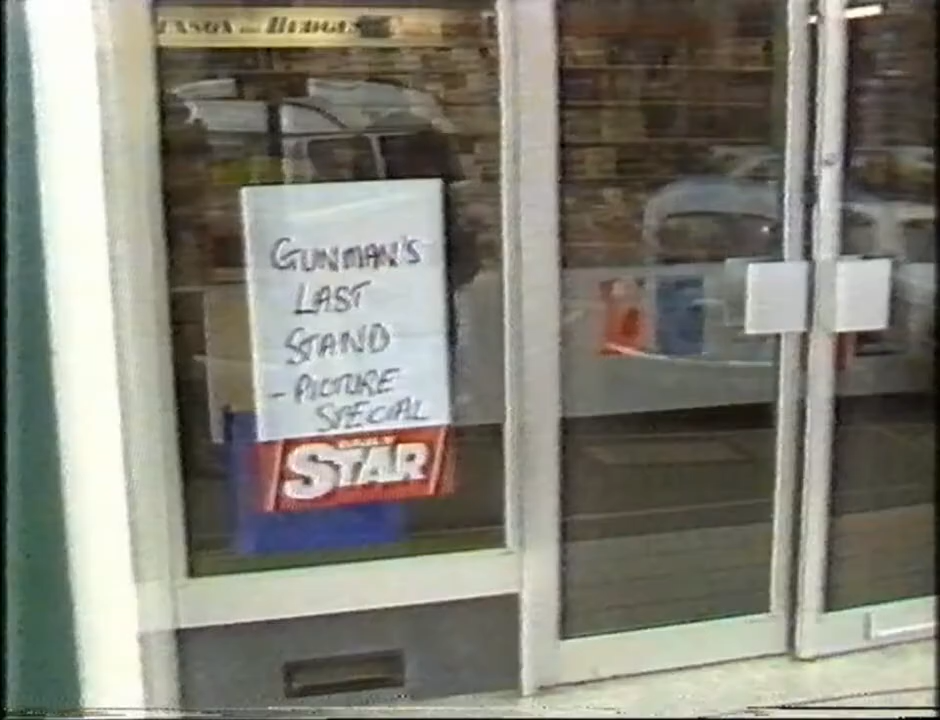 GUNMAN'S
LAST
STAND
- PICTURE
SPECIAL
DAILY
STAR